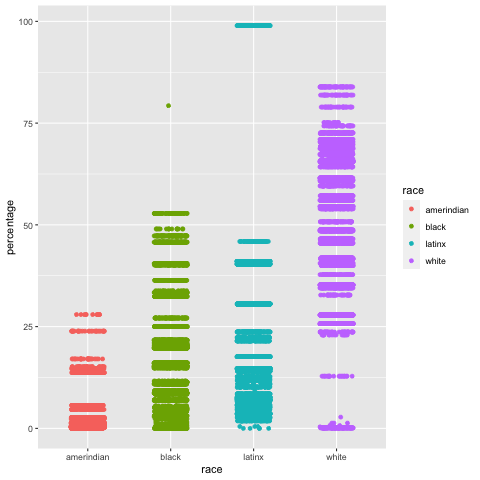 100
75
50
25
0
percentage
amerindian
black
latinx
white
race
race
amerindian
black
latinx
white